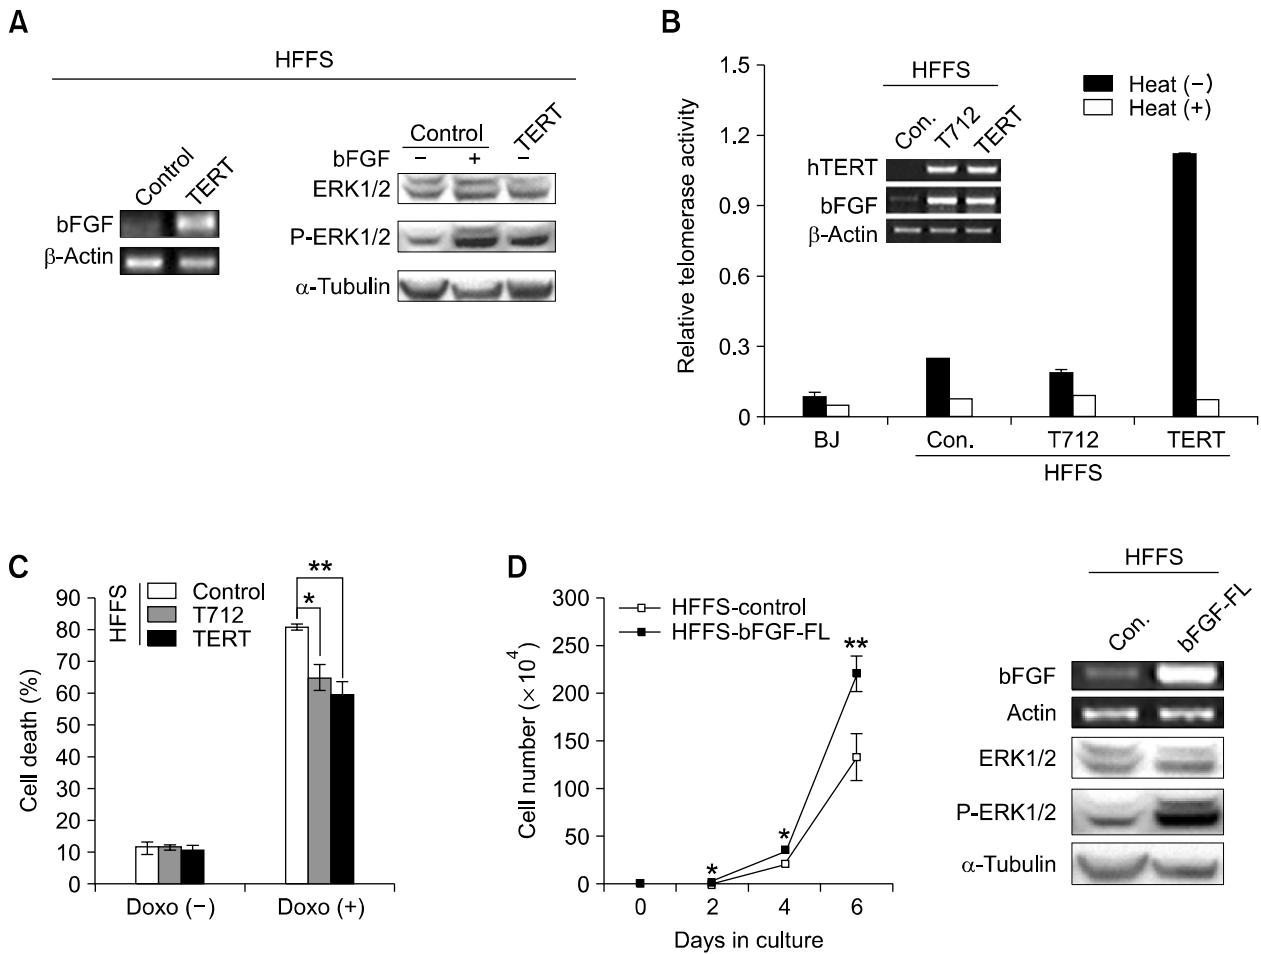 A
HFFS
Control
TERT
bFGF
β-Actin
Control
TERT
bFGF − + −
ERK1/2
P-ERK1/2
α-Tubulin
B
Relative telomerase activity
1.5
1.2
0.9
0.6
0.3
0
HFFS
Con.
T712
TERT
hTERT
bFGF
β-Actin
Heat (−)
Heat (+)
BJ Con. T712 TERT
HFFS
C
HFFS
Control
T712
TERT
Cell death (%)
90
80
70
60
50
40
30
20
10
0
**
*
Doxo (−) Doxo (+)
D
Cell number (× 10⁴)
300
250
200
150
100
50
0
HFFS-control
HFFS-bFGF-FL
*
*
**
0 2 4 6
Days in culture
HFFS
Con.
bFGF-FL
bFGF
Actin
ERK1/2
P-ERK1/2
α-Tubulin